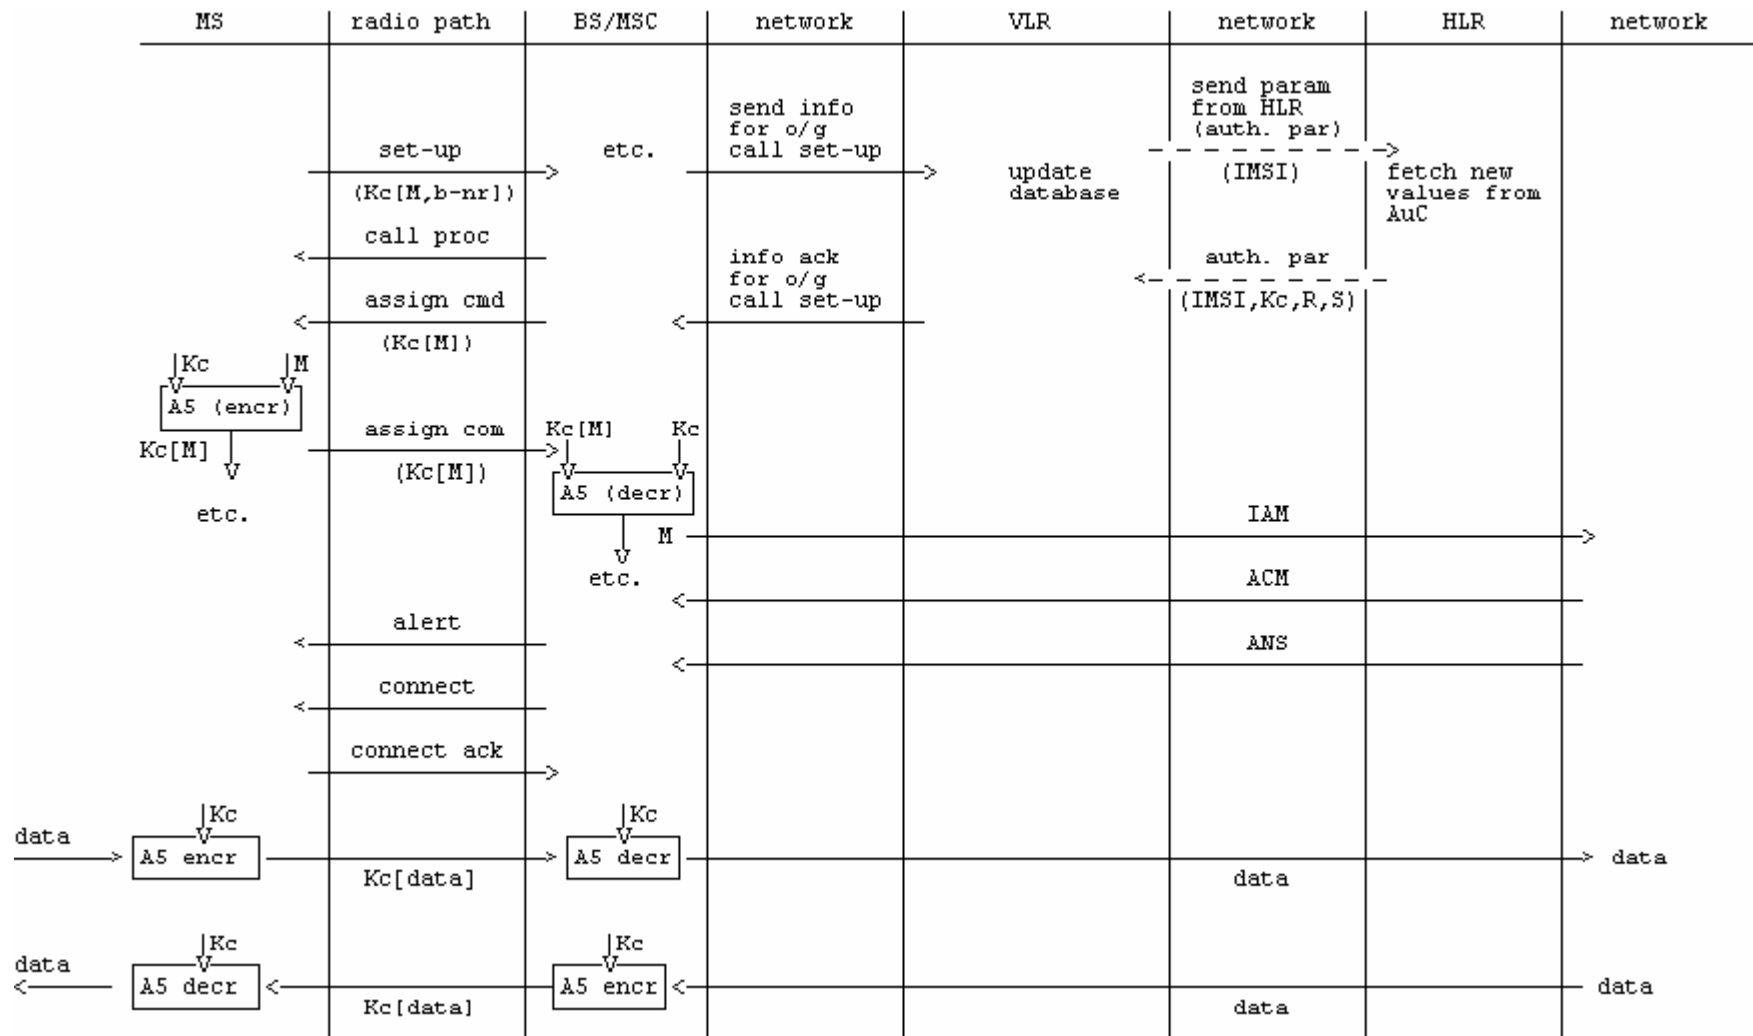 MS radio path BS/MSC network VLR network HLR network
send param
send info from HLR
for o/g (auth. par)
set-up etc. call set-up
update (IMSI) fetch new
(Kc[M,b-nr]) database values from
AuC
call proc
info ack auth. par
for o/g
assign cmd call set-up (IMSI,Kc,R,S)
(Kc[M])
Kc M
A5 (encr)
assign com Kc[M] Kc
Kc[M]
(Kc[M])
A5 (decr)
etc. IAM
M
etc. ACM
alert
ANS
connect
connect ack
Kc Kc
data
A5 encr A5 decr data
Kc[data] data
Kc Kc
data
A5 decr A5 encr data
Kc[data] data